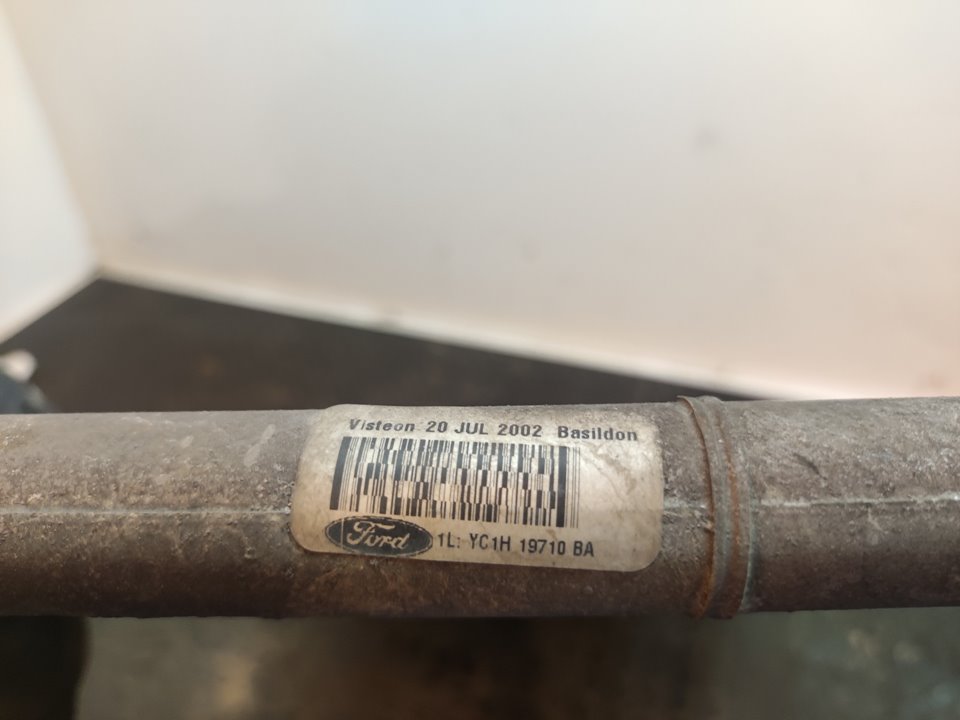 Visteon 20 JUL 2002 Basildon
Ford 1L: YC1H 19710 BA